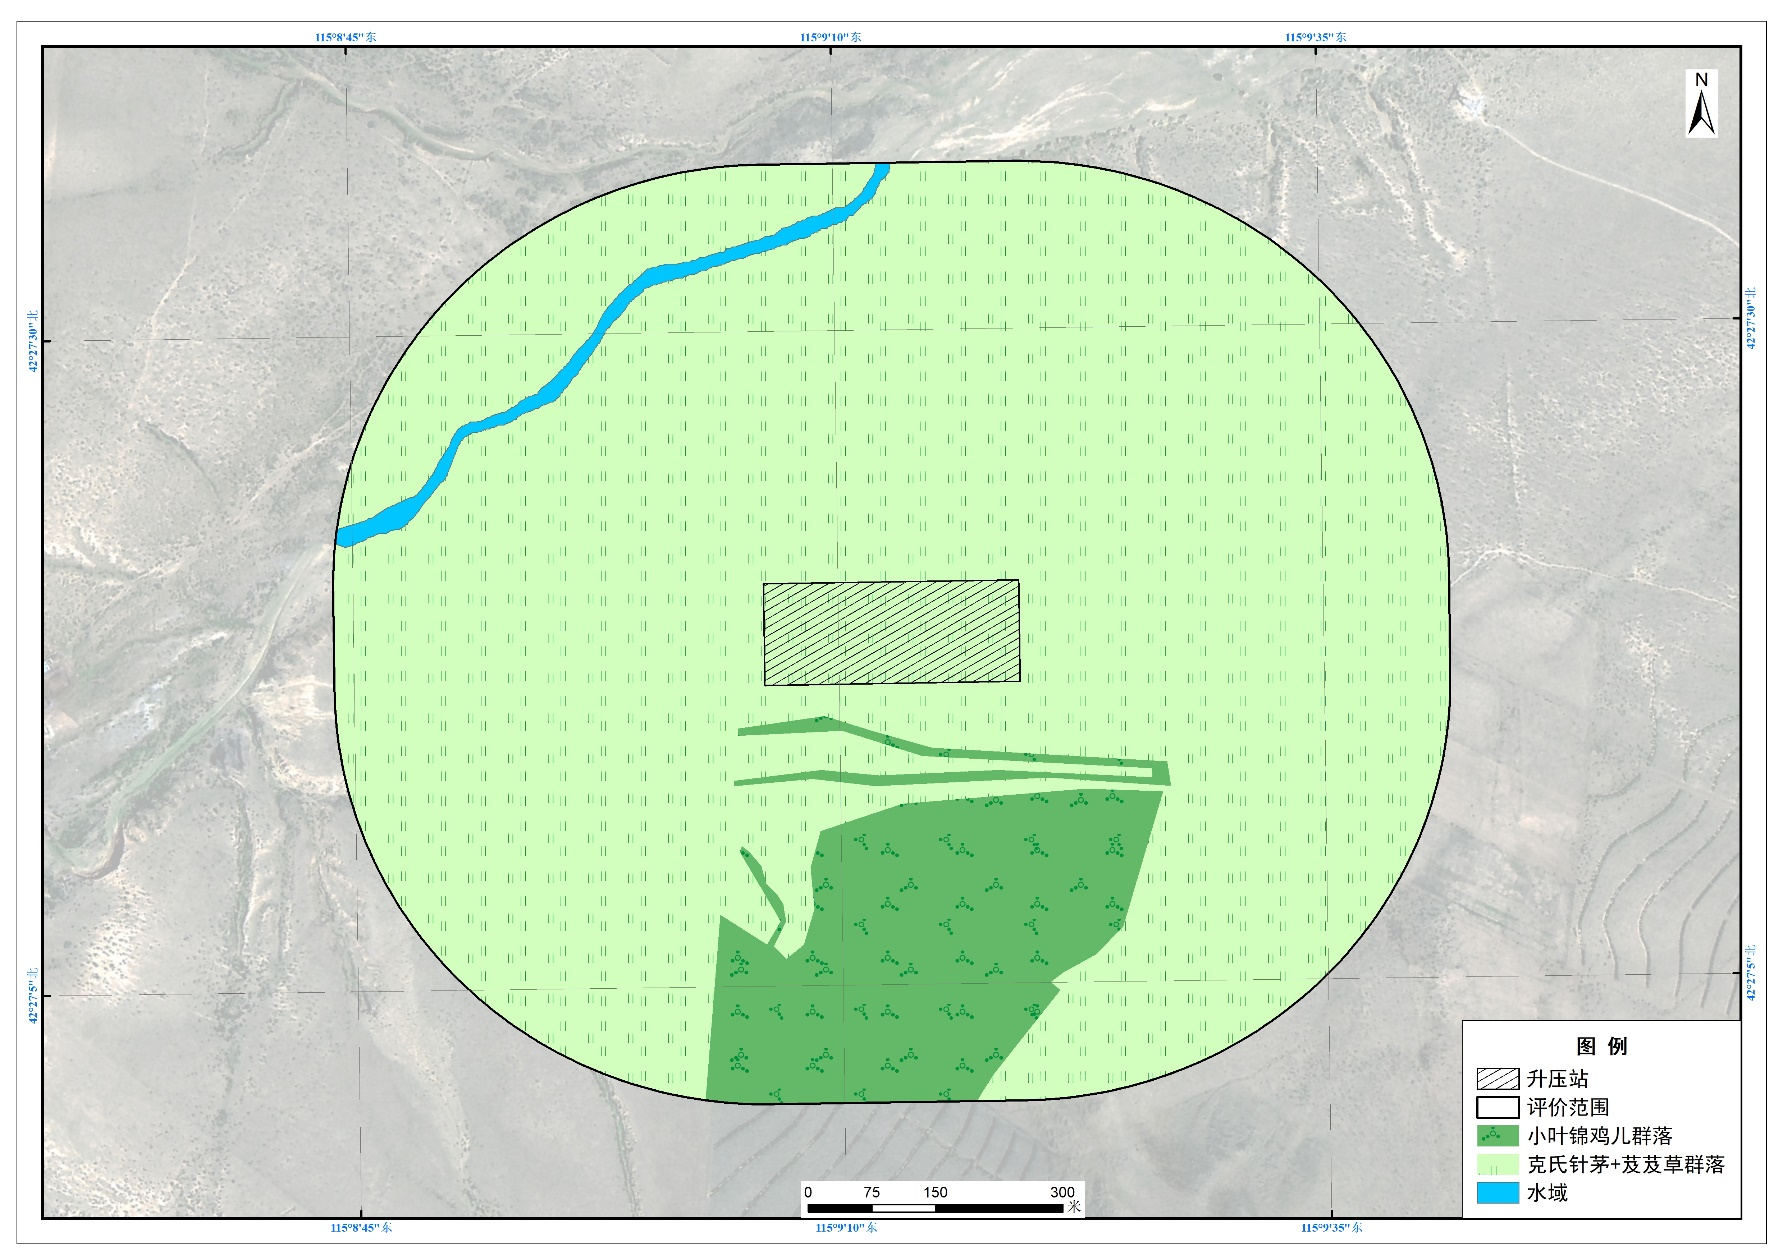 115°8'45"东
115°9'10"东
115°9'35"东
N
42°27'30"北
42°27'30"北
42°27'5"北
42°27'5"北
图 例
升压站
评价范围
小叶锦鸡儿群落
克氏针茅+芨芨草群落
水域
0 75 150 300
米
115°8'45"东
115°9'10"东
115°9'35"东